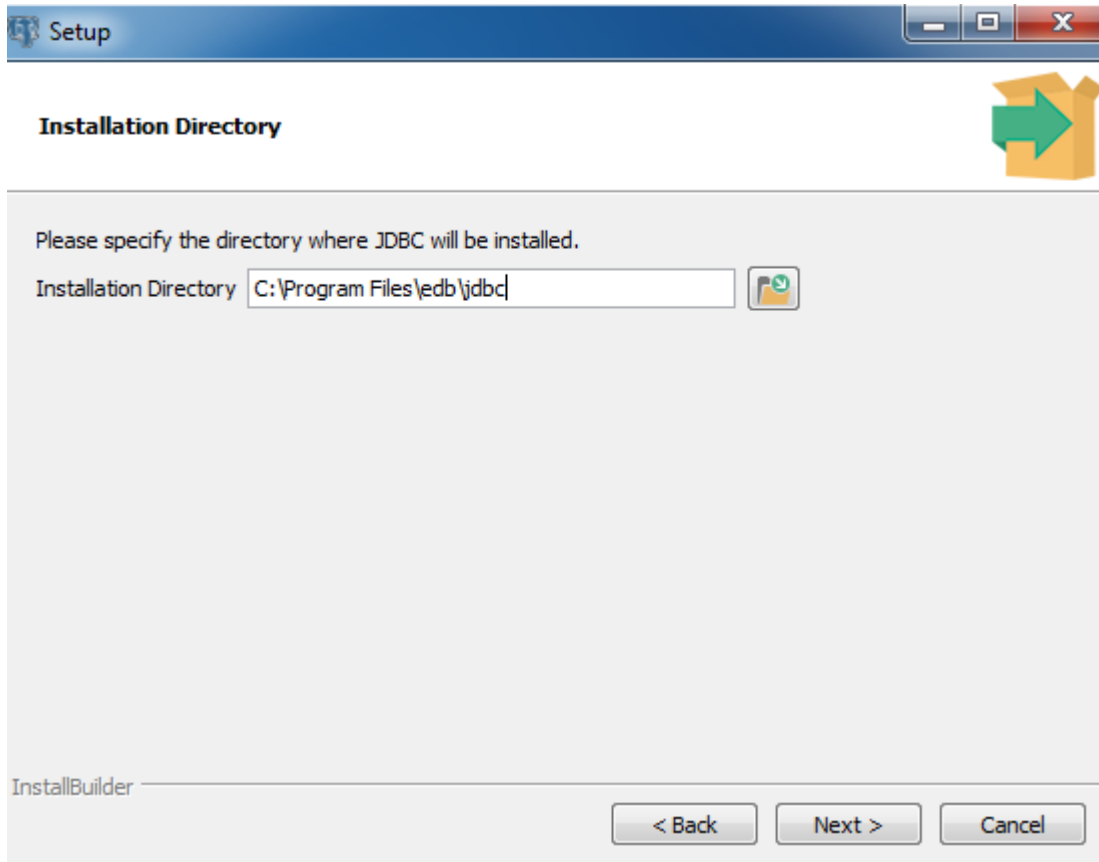 Setup
Installation Directory
Please specify the directory where JDBC will be installed.
Installation Directory C:\Program Files\edb\jdbc
InstallBuilder
< Back Next > Cancel